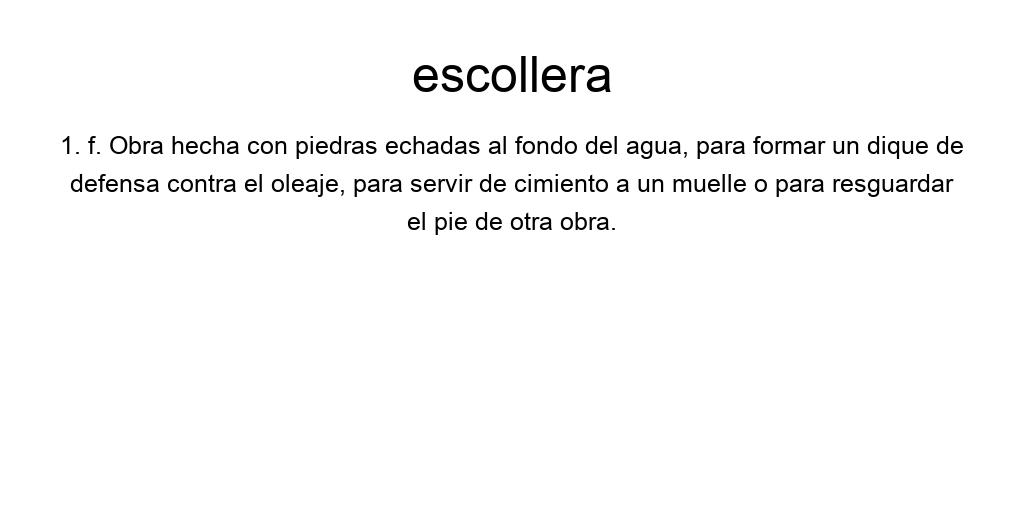 escollera
1. f. Obra hecha con piedras echadas al fondo del agua, para formar un dique de
defensa contra el oleaje, para servir de cimiento a un muelle o para resguardar
el pie de otra obra.